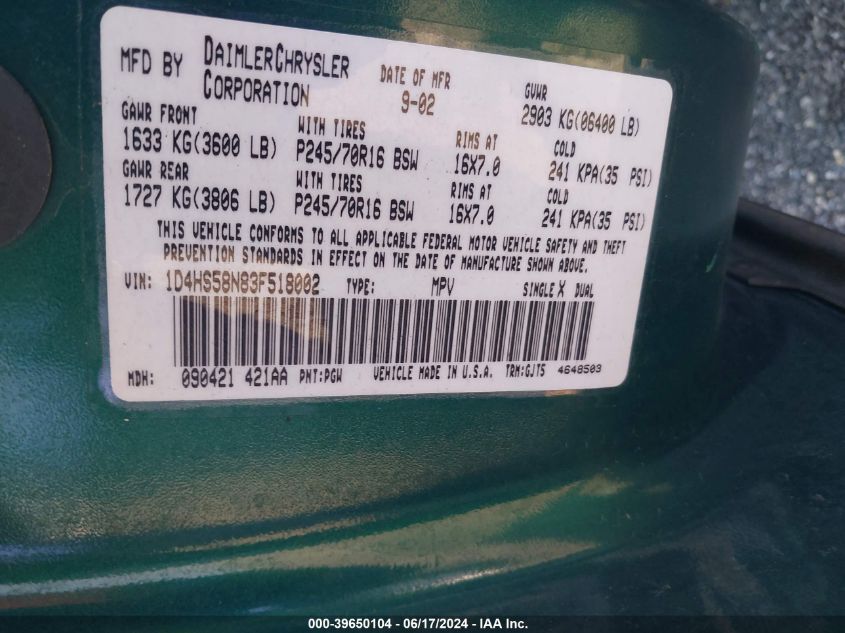 MFD BY DAIMLERCHRYSLER CORPORATION DATE OF MFR 9-02 GVWR 2903 KG(06400 LB)
GAWR FRONT WITH TIRES RIMS AT COLD
1633 KG(3600 LB) P245/70R16 BSW 16X7.0 241 KPA(35 PSI)
GAWR REAR WITH TIRES RIMS AT COLD
1727 KG(3806 LB) P245/70R16 BSW 16X7.0 241 KPA(35 PSI)
THIS VEHICLE CONFORMS TO ALL APPLICABLE FEDERAL MOTOR VEHICLE SAFETY AND THEFT
PREVENTION STANDARDS IN EFFECT ON THE DATE OF MANUFACTURE SHOWN ABOVE.
VIN: 1D4HS58N83F518002 TYPE: MPV SINGLE X DUAL
MDH: 090421 421AA PNT:PGW VEHICLE MADE IN U.S.A. TRM:GJT5 4648503
000-39650104 - 06/17/2024 - IAA Inc.